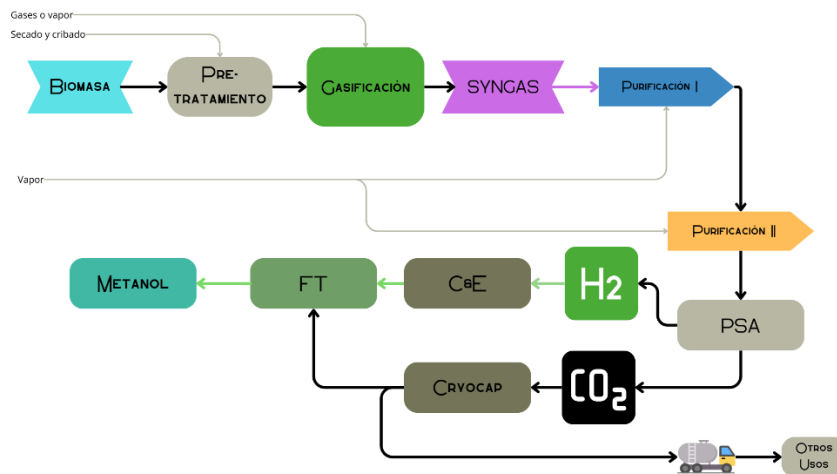 Gases o vapor
Secado y cribado
Biomasa
Pre-
tratamiento
Gasificación
SYNGAS
Purificación I
Vapor
Purificación II
Metanol
FT
C&E
H2
PSA
Cryocap
CO2
Otros
Usos